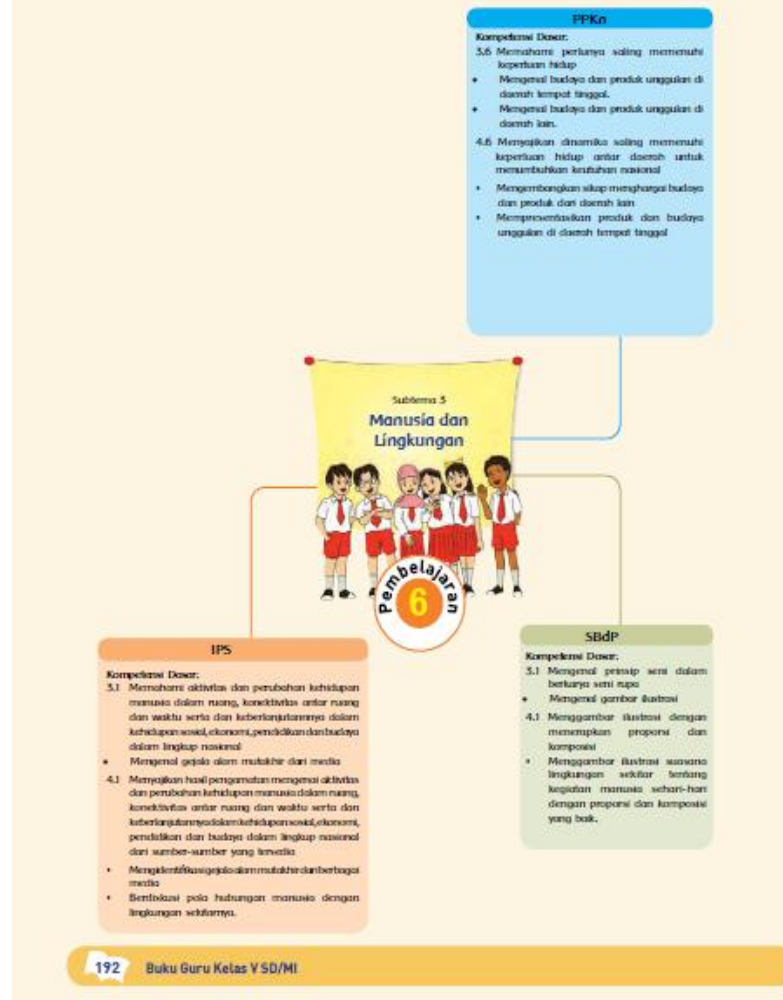 PPKn
Kompetensi Dasar:
3.6 Memahami perlunya saling memenuhi
keperluan hidup
• Mengenal budaya dan produk unggulan di
daerah tempat tinggal.
• Mengenal budaya dan produk unggulan di
daerah lain.
4.6 Menyajikan dinamika saling memenuhi
keperluan hidup antar daerah untuk
menumbuhkan keutuhan nasional
• Mengembangkan sikap menghargai budaya
dan produk dari daerah lain
• Mempresentasikan produk dan budaya
unggulan di daerah tempat tinggal
Subtema 3
Manusia dan
Lingkungan
Pembelajaran
6
IPS
Kompetensi Dasar:
3.1 Memahami aktivitas dan perubahan kehidupan
manusia dalam ruang, konektivitas antar ruang
dan waktu serta dan keberlanjutannnya dalam
kehidupan sosial, ekonomi, pendidikan dan budaya
dalam lingkup nasional
• Mengenal gejala alam mutakhir dari media
4.1 Menyajikan hasil pengamatan mengenai aktivitas
dan perubahan kehidupan manusia dalam ruang,
konektivitas antar ruang dan waktu serta dan
keberlanjutannya dalam kehidupan sosial, ekonomi,
pendidikan dan budaya dalam lingkup nasional
dari sumber-sumber yang tersedia
• Mengidentifikasi gejala alam mutakhir dari berbagai
media
• Berdiskusi pola hubungan manusia dengan
lingkungan sekitarnya.
SBdP
Kompetensi Dasar:
3.1 Mengenal prinsip seni dalam
berkarya seni rupa
• Mengenal gambar ilustrasi
4.1 Menggambar ilustrasi dengan
menerapkan proporsi dan
komposisi
• Menggambar ilustrasi suasana
lingkungan sekitar tentang
kegiatan manusia sehari-hari
dengan proporsi dan komposisi
yang baik.
192 Buku Guru Kelas V SD/MI